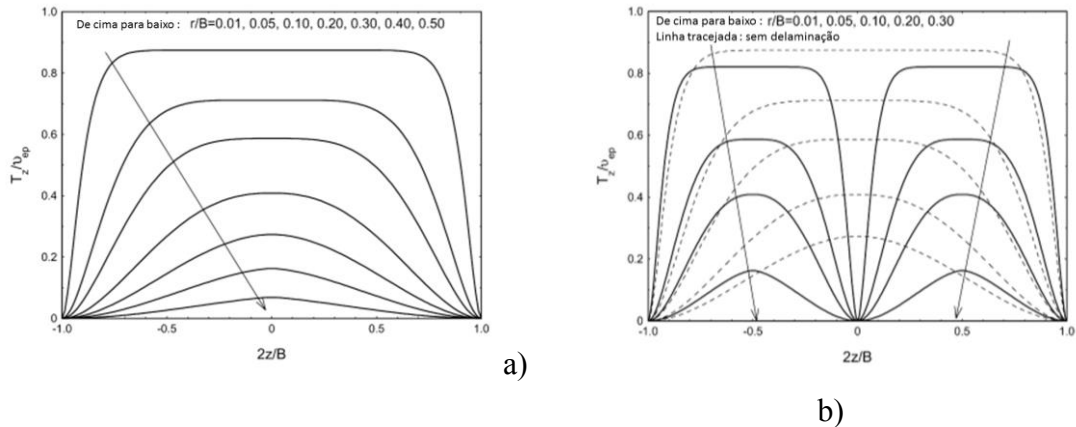 De cima para baixo : r/B=0.01, 0.05, 0.10, 0.20, 0.30, 0.40, 0.50
1.0
0.8
0.6
0.4
0.2
0
T_z/υ_ep
-1.0 -0.5 0 0.5 1.0
2z/B
a)
De cima para baixo : r/B=0.01, 0.05, 0.10, 0.20, 0.30
Linha tracejada : sem delaminação
1.0
0.8
0.6
0.4
0.2
0
T_z/υ_ep
-1.0 -0.5 0 0.5 1.0
2z/B
b)